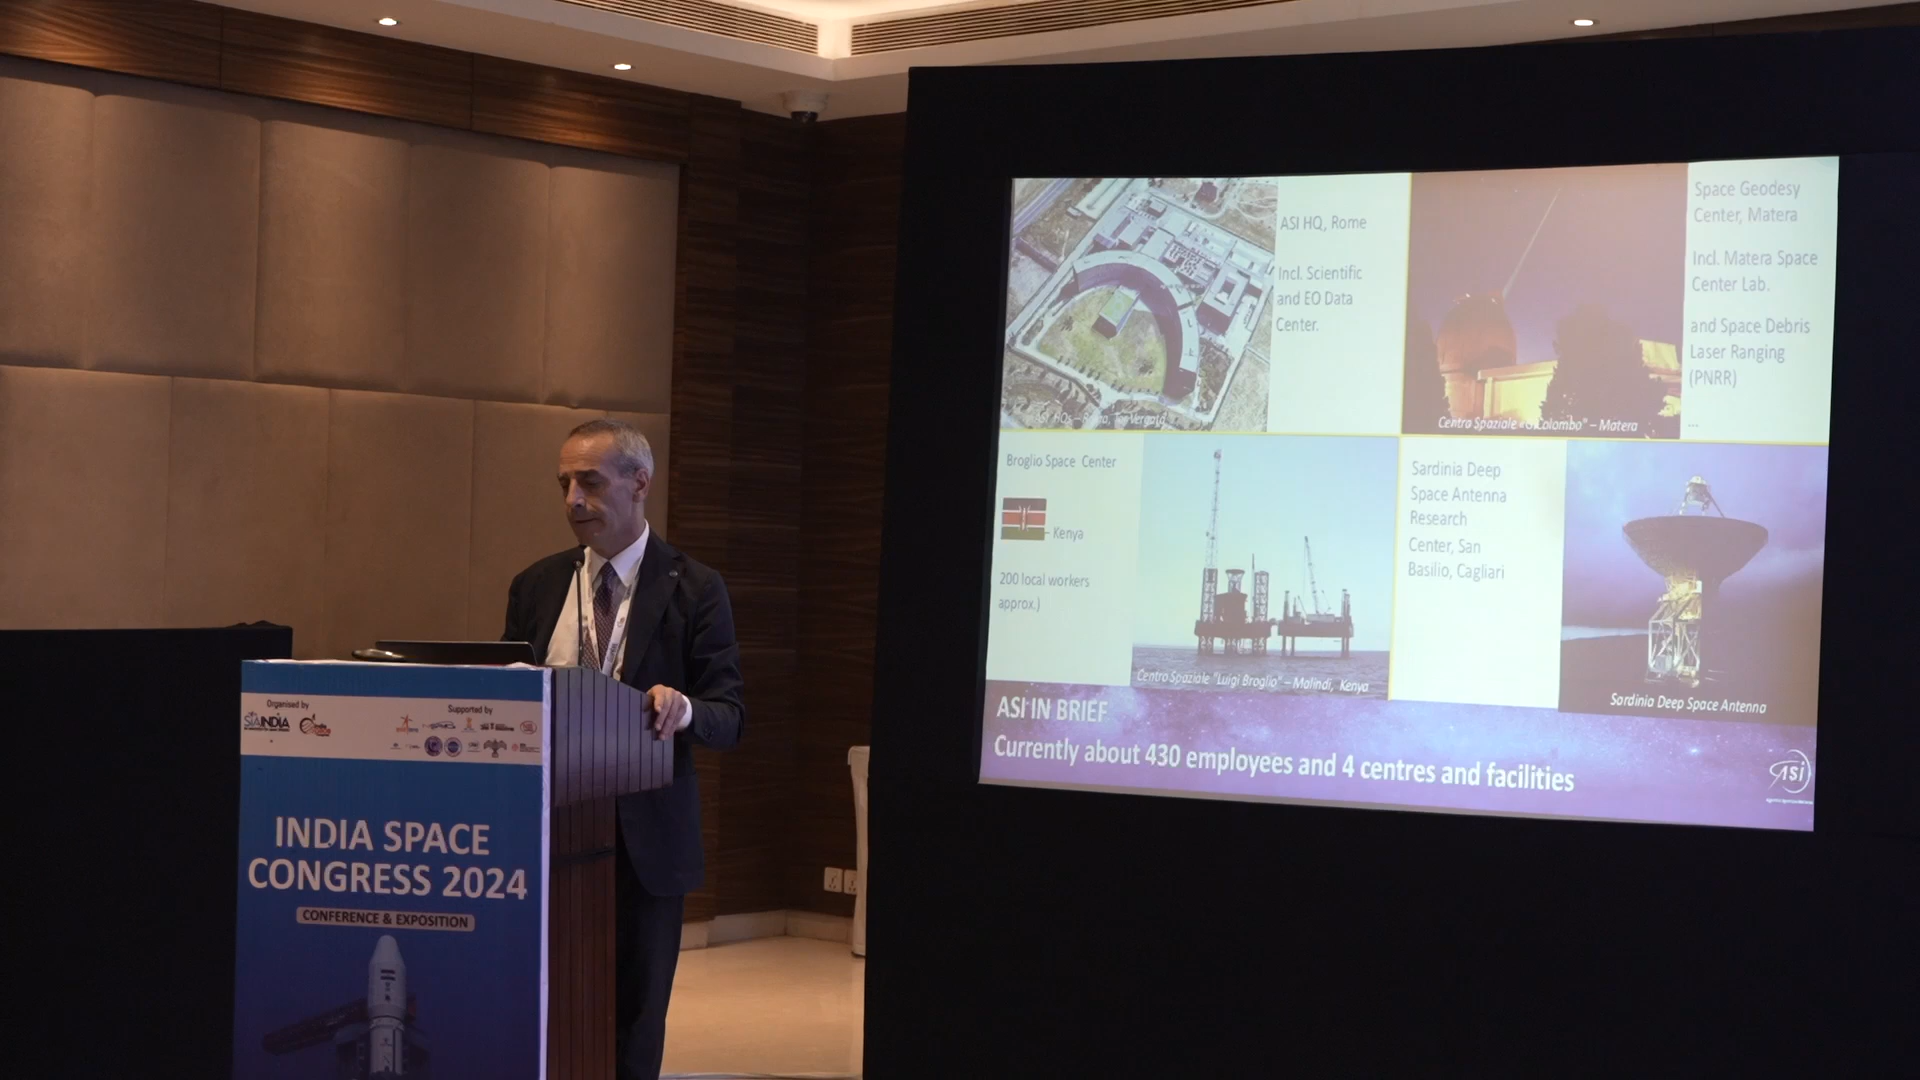 ASI HQ, Rome
Incl. Scientific
and EO Data
Center.
Space Geodesy
Center, Matera
Incl. Matera Space
Center Lab.
and Space Debris
Laser Ranging
(PNRR)
...
Centro Spaziale «G.Colombo" – Matera
Broglio Space Center
– Kenya
200 local workers
approx.)
Centro Spaziale "Luigi Broglio" – Malindi, Kenya
Sardinia Deep
Space Antenna
Research
Center, San
Basilio, Cagliari
Sardinia Deep Space Antenna
ASI IN BRIEF
Currently about 430 employees and 4 centres and facilities
asi
Organised by
Supported by
SIAINDIA
INDIA SPACE
CONGRESS 2024
CONFERENCE & EXPOSITION